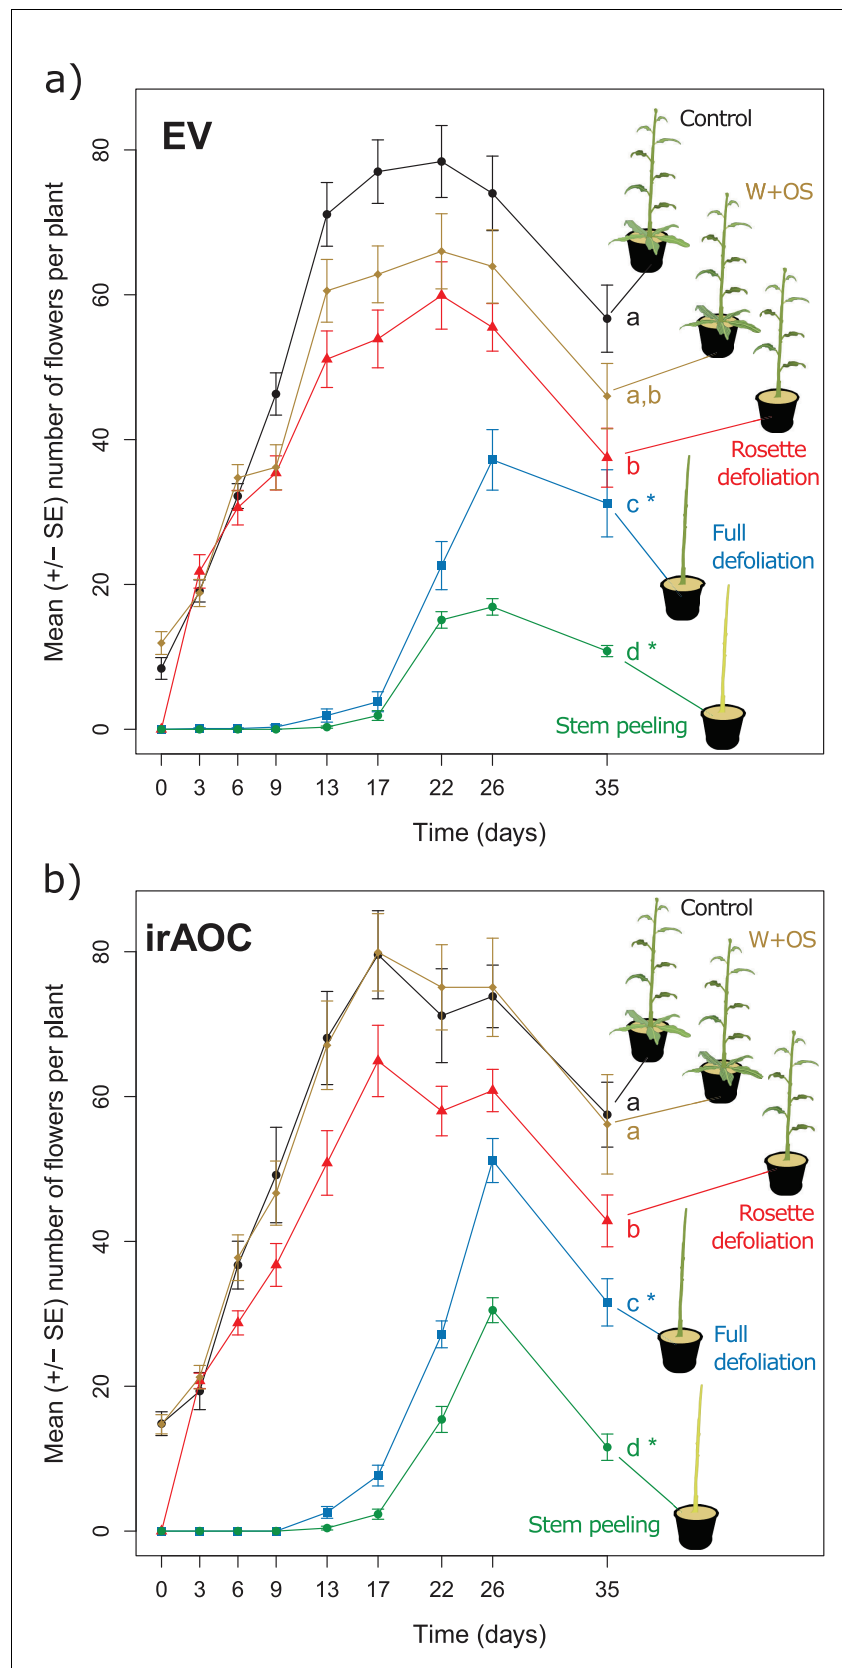 a)
EV
Control
W+OS
Rosette
defoliation
Full
defoliation
Stem peeling
a
a,b
b
c *
d *
Mean (+/− SE) number of flowers per plant
0
20
40
60
80
0 3 6 9 13 17 22 26 35
Time (days)
b)
irAOC
Control
W+OS
Rosette
defoliation
Full
defoliation
Stem peeling
a
a
b
c *
d *
Mean (+/− SE) number of flowers per plant
0
20
40
60
80
0 3 6 9 13 17 22 26 35
Time (days)